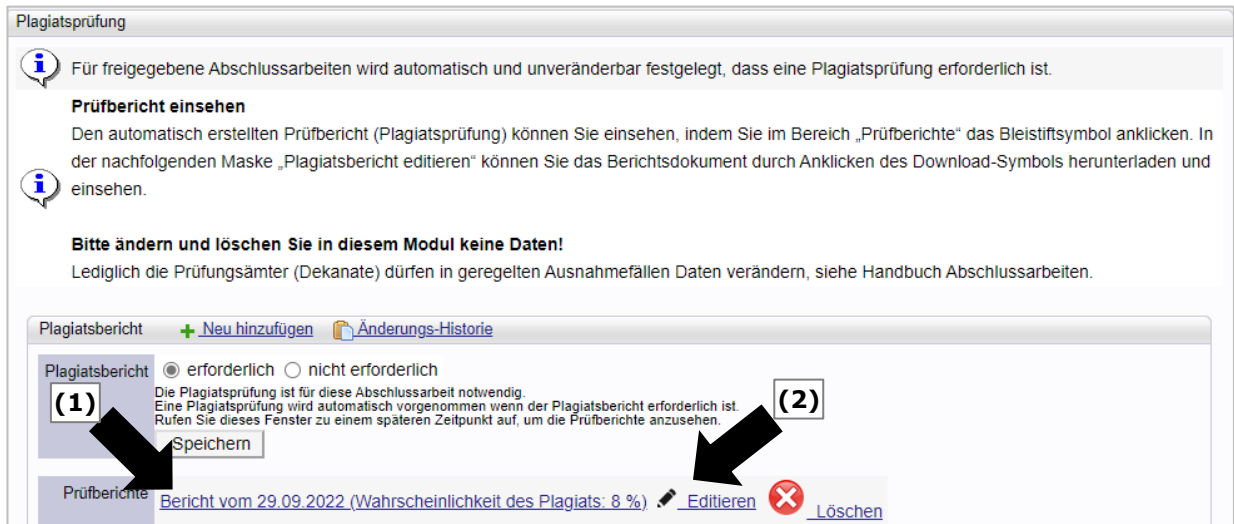 Plagiatsprüfung
Für freigegebene Abschlussarbeiten wird automatisch und unveränderbar festgelegt, dass eine Plagiatsprüfung erforderlich ist.
Prüfbericht einsehen
Den automatisch erstellten Prüfbericht (Plagiatsprüfung) können Sie einsehen, indem Sie im Bereich „Prüfberichte“ das Bleistiftsymbol anklicken. In
der nachfolgenden Maske „Plagiatsbericht editieren“ können Sie das Berichtsdokument durch Anklicken des Download-Symbols herunterladen und
einsehen.
Bitte ändern und löschen Sie in diesem Modul keine Daten!
Lediglich die Prüfungsämter (Dekanate) dürfen in geregelten Ausnahmefällen Daten verändern, siehe Handbuch Abschlussarbeiten.
Plagiatsbericht Neu hinzufügen Änderungs-Historie
Plagiatsbericht erforderlich nicht erforderlich
Die Plagiatsprüfung ist für diese Abschlussarbeit notwendig.
(1) Eine Plagiatsprüfung wird automatisch vorgenommen wenn der Plagiatsbericht erforderlich ist. (2)
Rufen Sie dieses Fenster zu einem späteren Zeitpunkt auf, um die Prüfberichte anzusehen.
Speichern
Prüfberichte Bericht vom 29.09.2022 (Wahrscheinlichkeit des Plagiats: 8 %) Editieren Löschen